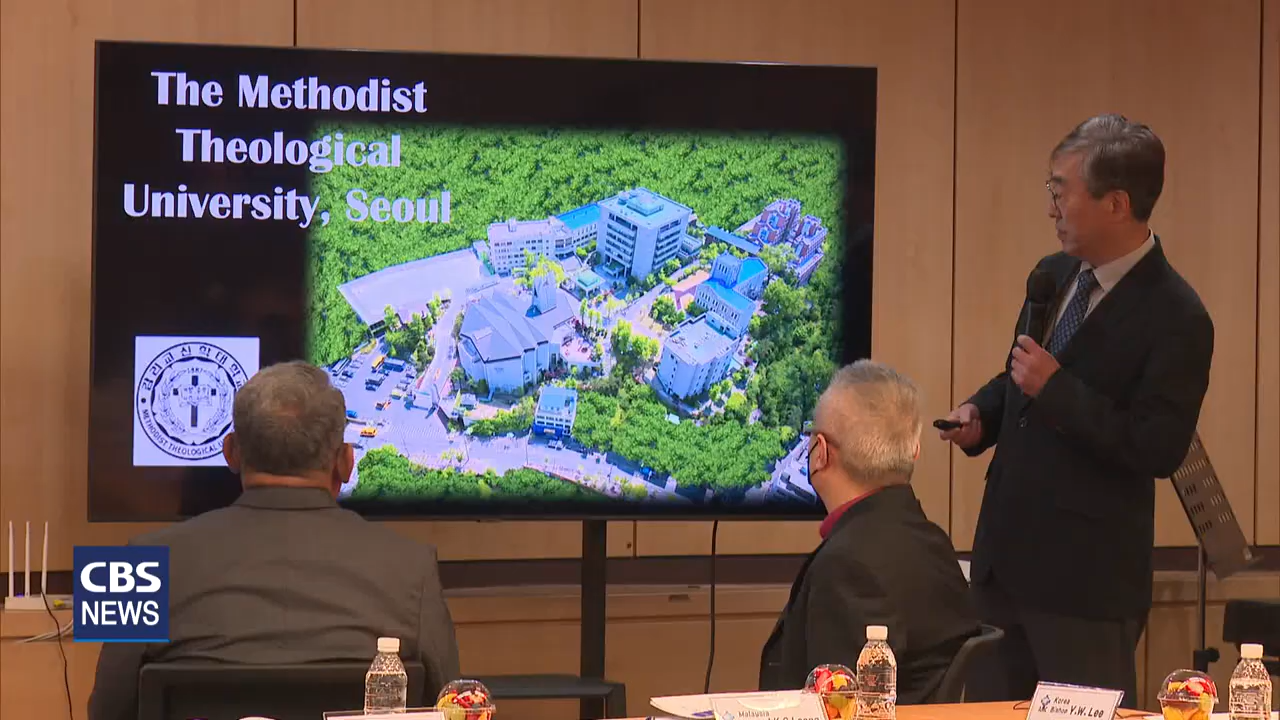 The Methodist
Theological
University, Seoul
감리교신학대학교
METHODIST THEOLOGICAL
CBS
NEWS
Malaysia
Korea
Bishop Y.W. Lee